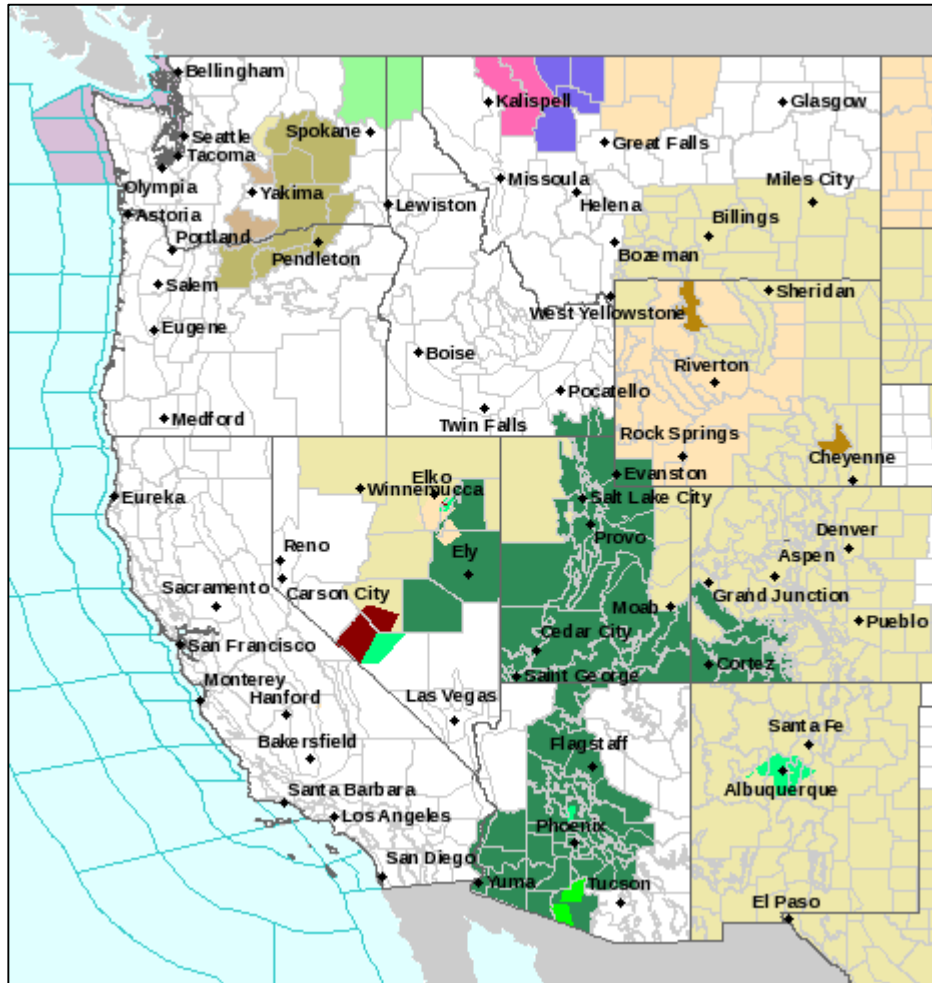 Bellingham
Kalispell
Glasgow
Seattle
Spokane
Great Falls
Tacoma
Olympia
Yakima
Missoula
Miles City
Lewiston
Helena
Astoria
Billings
Portland
Pendleton
Bozeman
Salem
Sheridan
West Yellowstone
Eugene
Boise
Riverton
Pocatello
Medford
Twin Falls
Rock Springs
Cheyenne
Elko
Evanston
Winnemucca
Eureka
Salt Lake City
Provo
Denver
Reno
Ely
Aspen
Carson City
Sacramento
Moab
Grand Junction
Pueblo
Cedar City
San Francisco
Cortez
Saint George
Monterey
Hanford
Las Vegas
Santa Fe
Bakersfield
Flagstaff
Albuquerque
Santa Barbara
Los Angeles
Phoenix
San Diego
Yuma
Tucson
El Paso